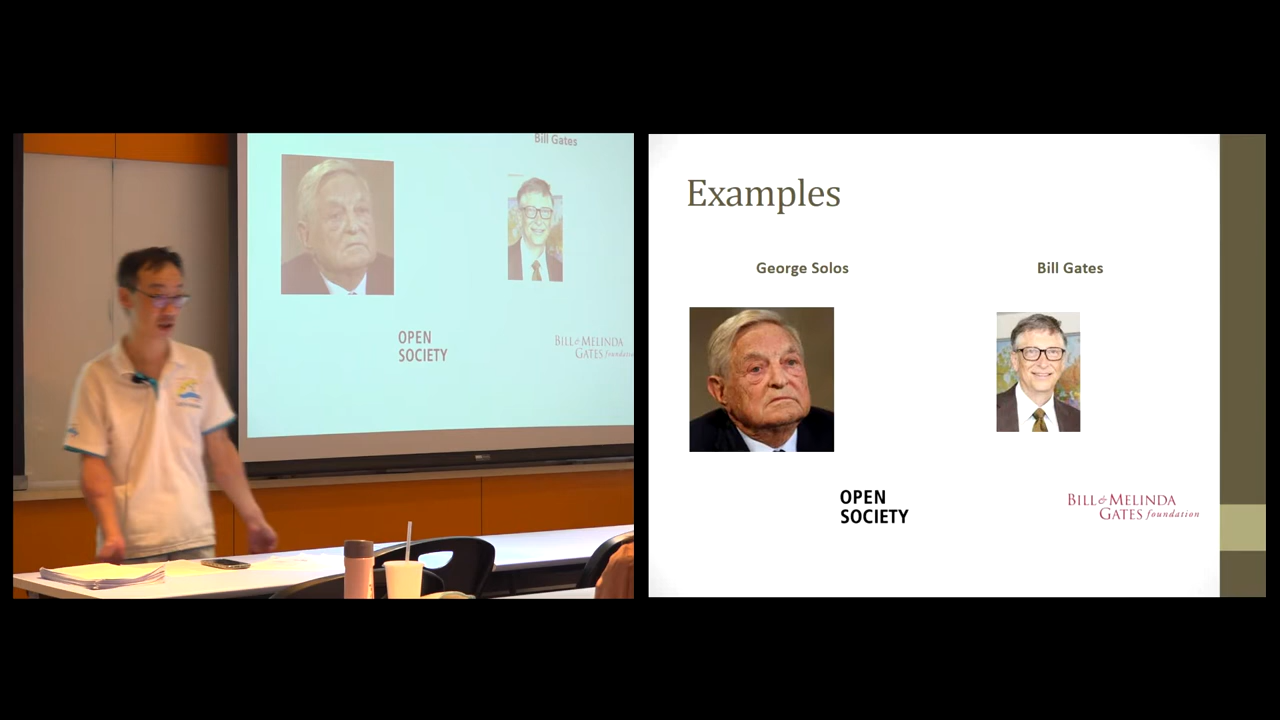 Bill Gates
OPEN
SOCIETY
BILL & MELINDA
GATES foundation
Examples
George Solos
Bill Gates
OPEN
SOCIETY
BILL & MELINDA
GATES foundation